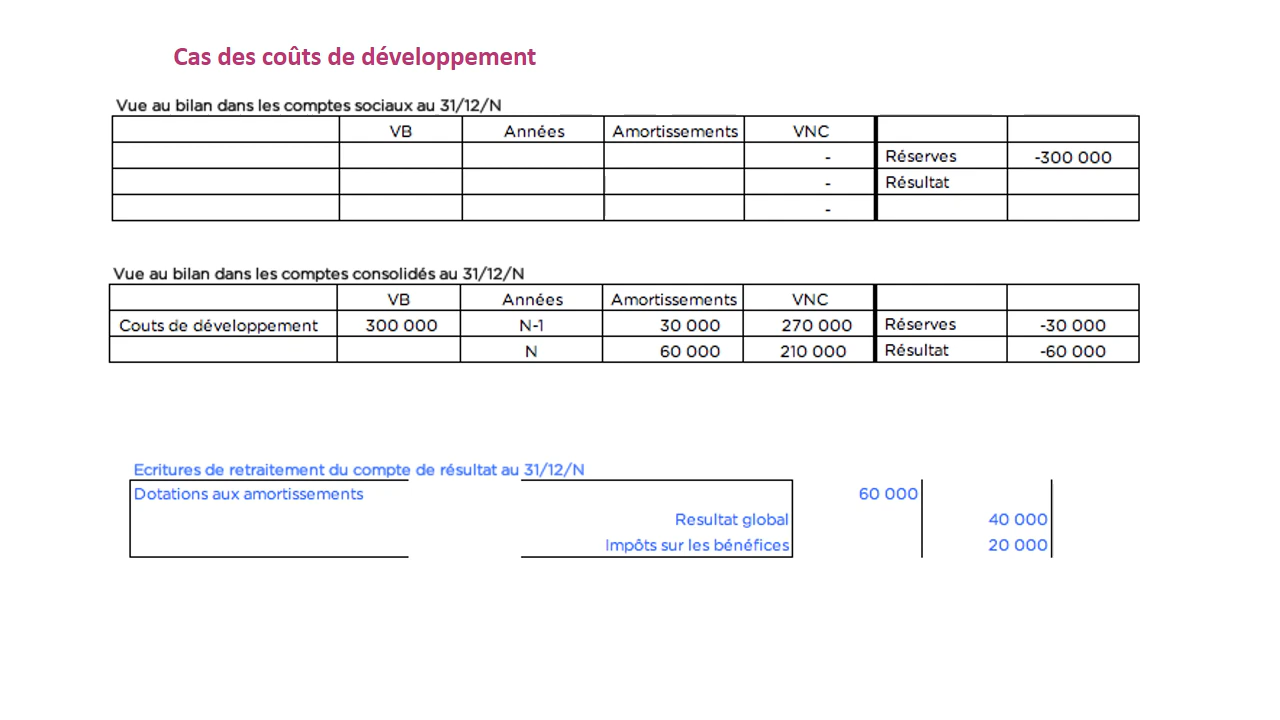 Cas des coûts de développement
Vue au bilan dans les comptes sociaux au 31/12/N
VB Années Amortissements VNC
- Réserves -300 000
- Résultat
-
Vue au bilan dans les comptes consolidés au 31/12/N
VB Années Amortissements VNC
Couts de développement 300 000 N-1 30 000 270 000 Réserves -30 000
N 60 000 210 000 Résultat -60 000
Ecritures de retraitement du compte de résultat au 31/12/N
Dotations aux amortissements 60 000
Resultat global 40 000
Impôts sur les bénéfices 20 000